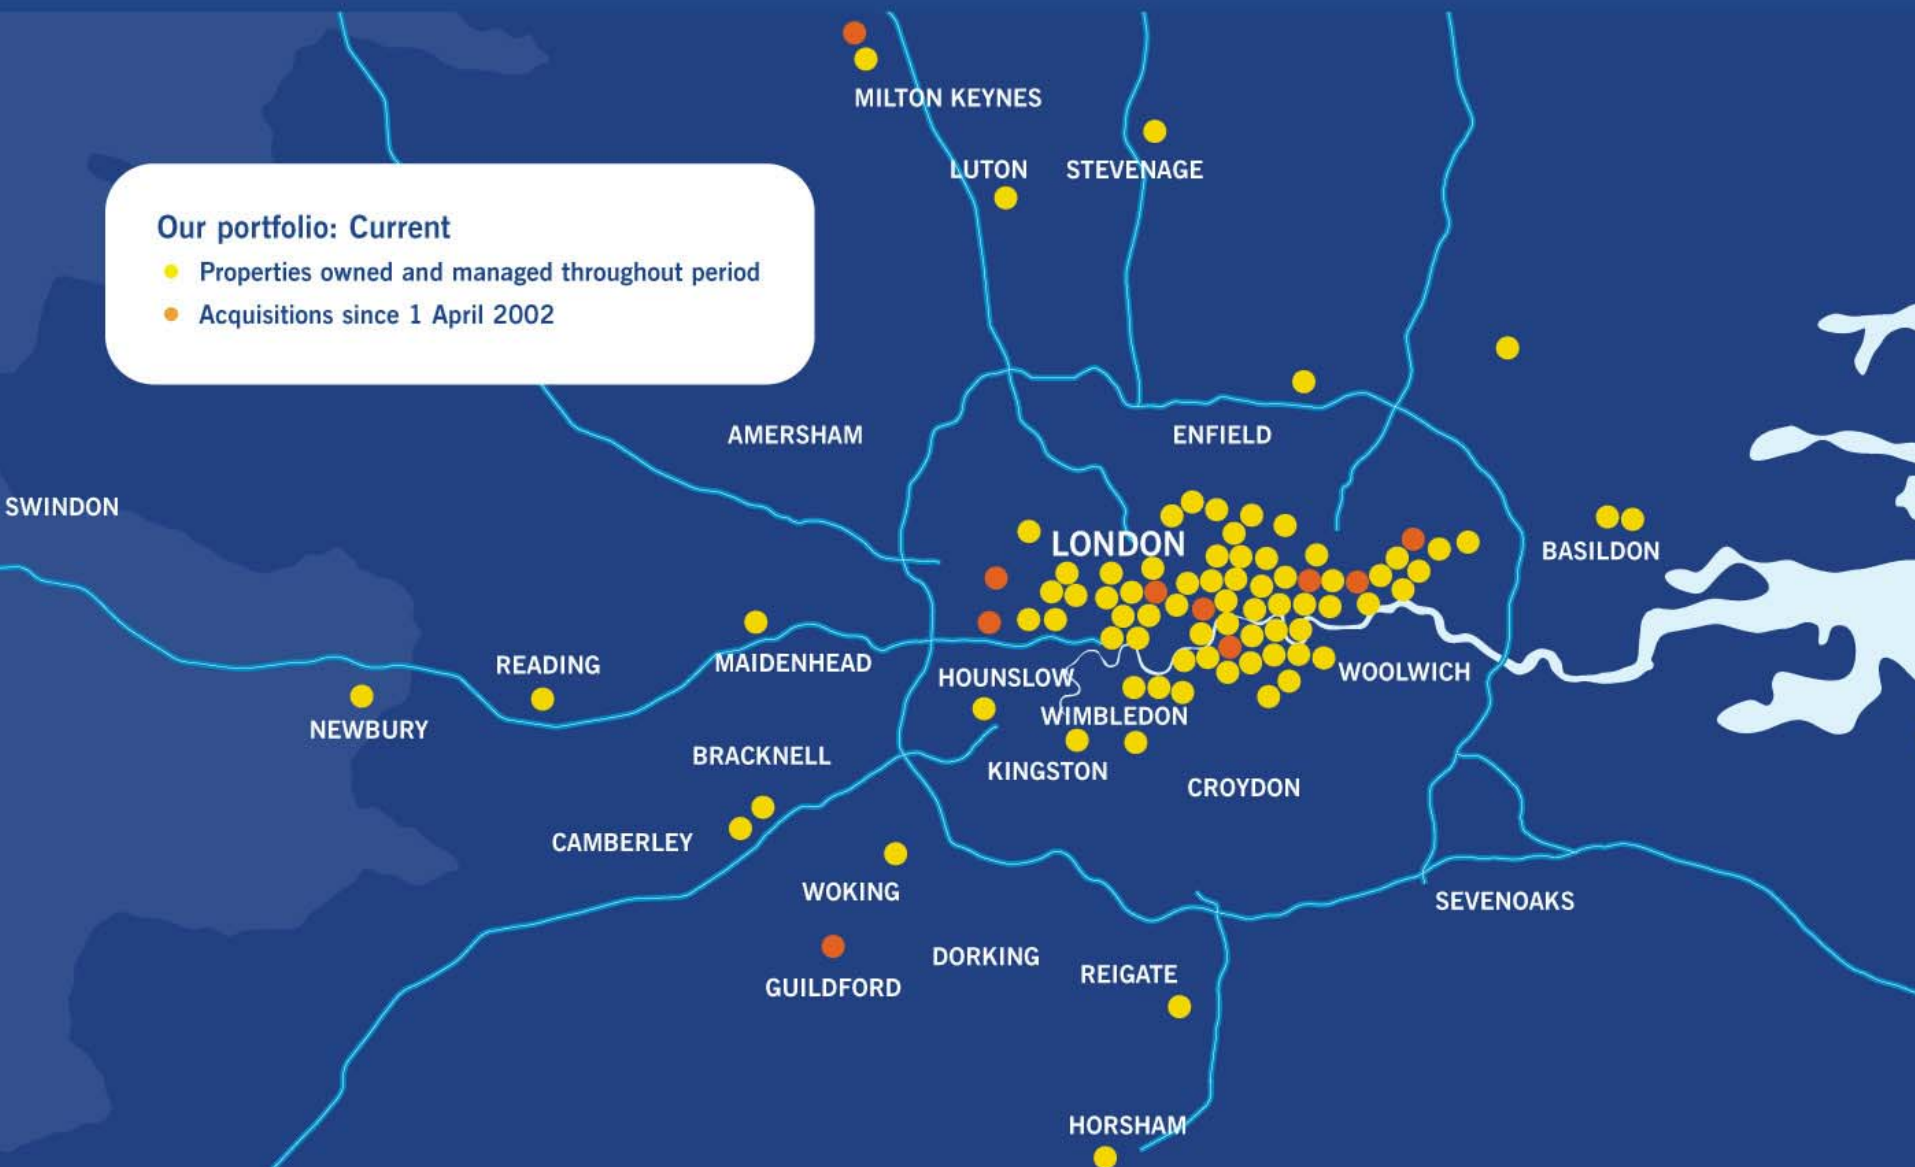 MILTON KEYNES
LUTON
STEVENAGE
Our portfolio: Current
Properties owned and managed throughout period
Acquisitions since 1 April 2002
AMERSHAM
ENFIELD
SWINDON
LONDON
BASILDON
READING
MAIDENHEAD
HOUNSLOW
WOOLWICH
NEWBURY
WIMBLEDON
BRACKNELL
KINGSTON
CROYDON
CAMBERLEY
WOKING
SEVENOAKS
DORKING
REIGATE
GUILDFORD
HORSHAM